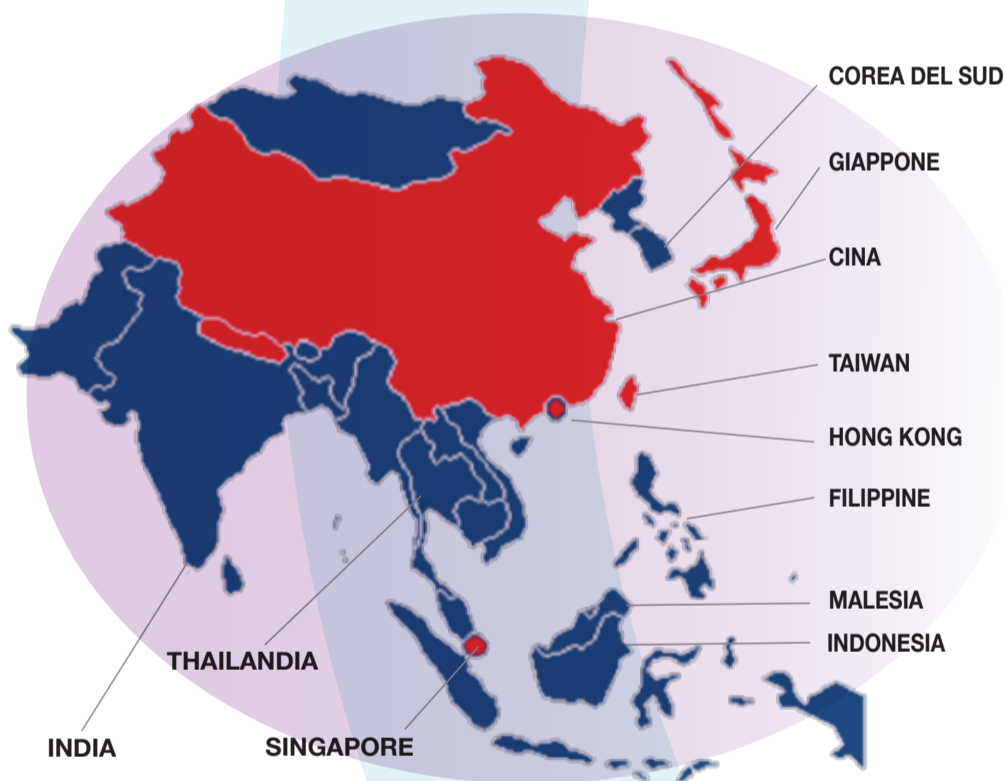 COREA DEL SUD
GIAPPONE
CINA
TAIWAN
HONG KONG
FILIPPINE
MALESIA
INDONESIA
THAILANDIA
INDIA
SINGAPORE